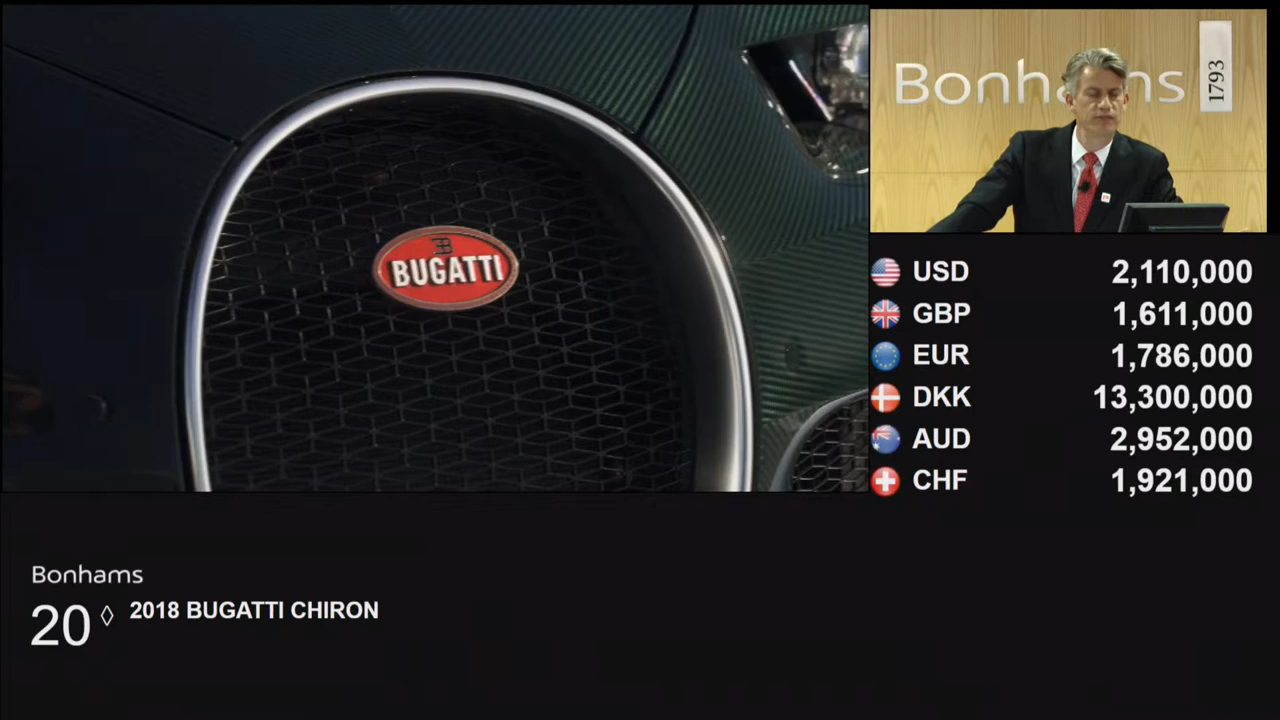 BUGATTI
Bonhams
1793
USD 2,110,000
GBP 1,611,000
EUR 1,786,000
DKK 13,300,000
AUD 2,952,000
CHF 1,921,000
Bonhams
20 ◊ 2018 BUGATTI CHIRON